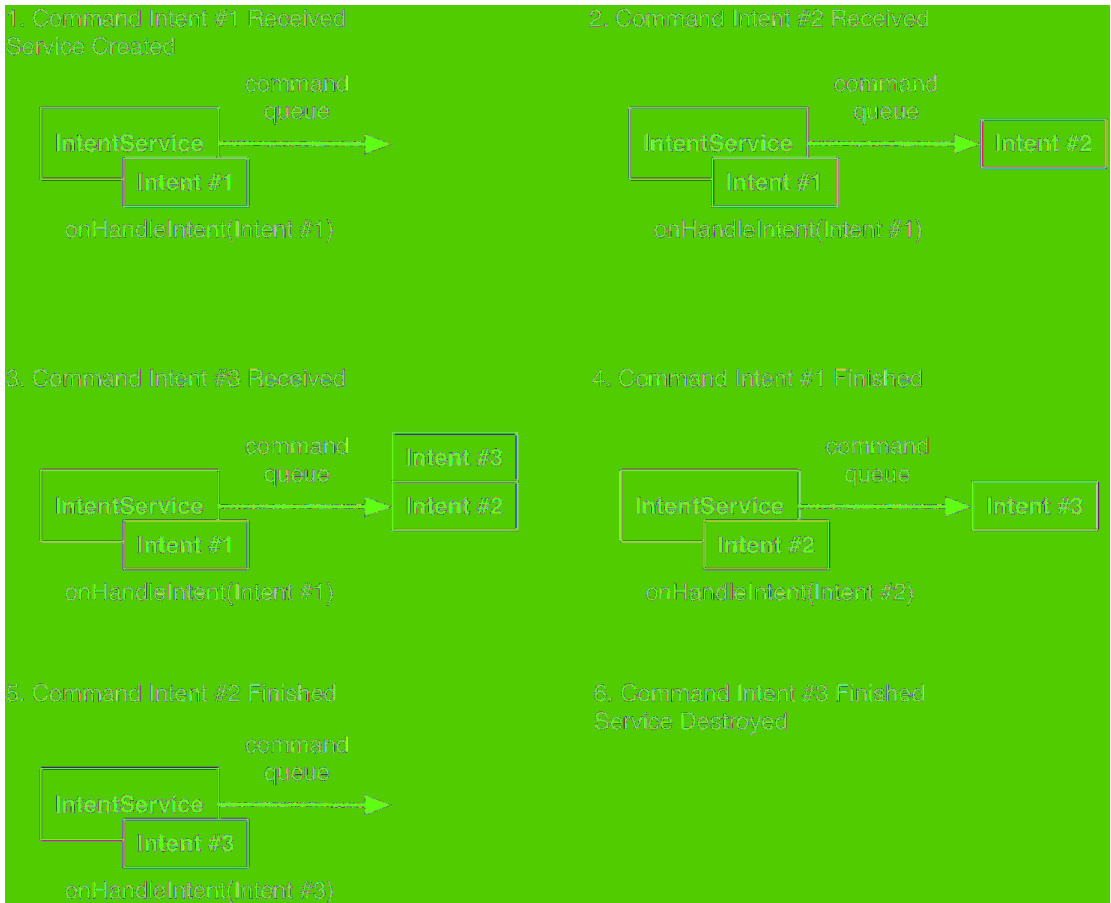 1. Command Intent #1 Received
Service Created
command
queue
IntentService
Intent #1
onHandleIntent(Intent #1)
2. Command Intent #2 Received
command
queue
IntentService
Intent #2
Intent #1
onHandleIntent(Intent #1)
3. Command Intent #3 Received
command
queue
Intent #3
IntentService
Intent #2
Intent #1
onHandleIntent(Intent #1)
4. Command Intent #1 Finished
command
queue
IntentService
Intent #3
Intent #2
onHandleIntent(Intent #2)
5. Command Intent #2 Finished
command
queue
IntentService
Intent #3
onHandleIntent(Intent #3)
6. Command Intent #3 Finished
Service Destroyed